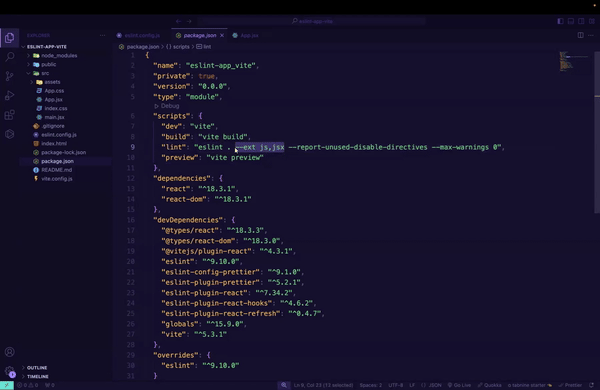 eslint-app-vite
EXPLORER
eslint.config.js
package.json
App.jsx
ESLINT-APP-VITE
package.json > {} scripts > lint
node_modules
public
src
assets
App.css
App.jsx
index.css
main.jsx
.gitignore
eslint.config.js
index.html
package-lock.json
package.json
README.md
vite.config.js
OUTLINE
TIMELINE
1 {
2 "name": "eslint-app_vite",
3 "private": true,
4 "version": "0.0.0",
5 "type": "module",
Debug
6 "scripts": {
7 "dev": "vite",
8 "build": "vite build",
9 "lint": "eslint . --ext js,jsx --report-unused-disable-directives --max-warnings 0",
10 "preview": "vite preview"
11 },
12 "dependencies": {
13 "react": "^18.3.1",
14 "react-dom": "^18.3.1"
15 },
16 "devDependencies": {
17 "@types/react": "^18.3.3",
18 "@types/react-dom": "^18.3.0",
19 "@vitejs/plugin-react": "^4.3.1",
20 "eslint": "^9.10.0",
21 "eslint-config-prettier": "^9.1.0",
22 "eslint-plugin-prettier": "^5.2.1",
23 "eslint-plugin-react": "^7.34.2",
24 "eslint-plugin-react-hooks": "^4.6.2",
25 "eslint-plugin-react-refresh": "^0.4.7",
26 "globals": "^15.9.0",
27 "vite": "^5.3.1"
28 },
29 "overrides": {
30 "eslint": "^9.10.0"
31 }
Spaces: 2
UTF-8
LF
JSON
Go Live
Quokka
Prettier